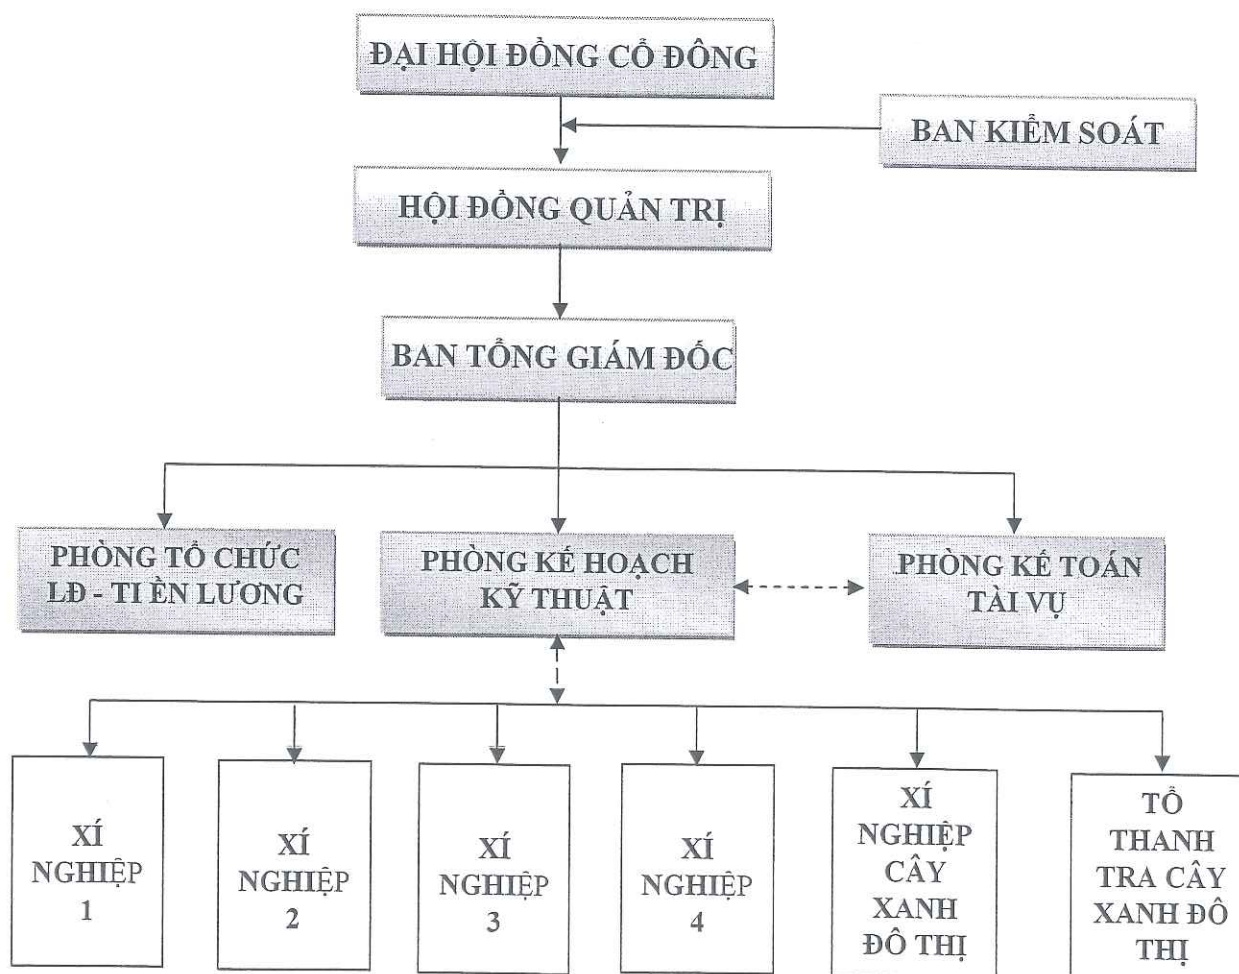 ĐẠI HỘI ĐỒNG CỔ ĐÔNG
BAN KIỂM SOÁT
HỘI ĐỒNG QUẢN TRỊ
BAN TỔNG GIÁM ĐỐC
PHÒNG TỔ CHỨC
LĐ - TI ỀN LƯƠNG
PHÒNG KẾ HOẠCH
KỸ THUẬT
PHÒNG KẾ TOÁN
TÀI VỤ
XÍ
NGHIỆP
1
XÍ
NGHIỆP
2
XÍ
NGHIỆP
3
XÍ
NGHIỆP
4
XÍ
NGHIỆP
CÂY
XANH
ĐÔ THỊ
TỔ
THANH
TRA CÂY
XANH ĐÔ
THỊ